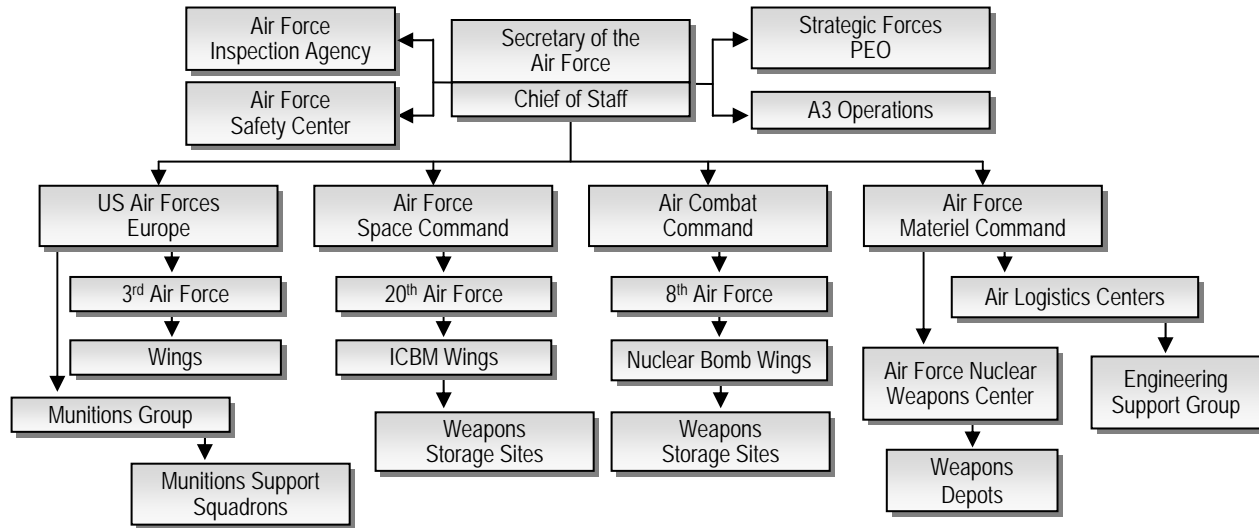 Air Force
Inspection Agency
Secretary of the
Air Force
Chief of Staff
Strategic Forces
PEO
Air Force
Safety Center
A3 Operations
US Air Forces
Europe
Air Force
Space Command
Air Combat
Command
Air Force
Materiel Command
3rd Air Force
20th Air Force
8th Air Force
Air Logistics Centers
Wings
ICBM Wings
Nuclear Bomb Wings
Air Force Nuclear
Weapons Center
Engineering
Support Group
Munitions Group
Weapons
Storage Sites
Weapons
Storage Sites
Munitions Support
Squadrons
Weapons
Depots